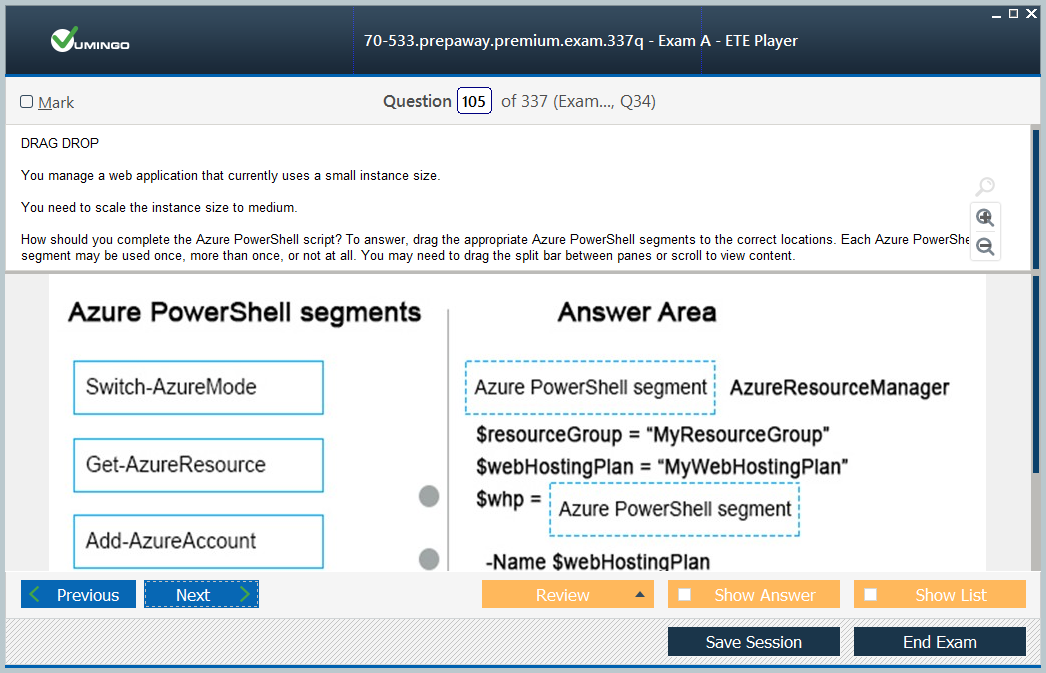 VUMINGO
70-533.prepaway.premium.exam.337q - Exam A - ETE Player
Mark
Question 105 of 337 (Exam..., Q34)
DRAG DROP
You manage a web application that currently uses a small instance size.
You need to scale the instance size to medium.
How should you complete the Azure PowerShell script? To answer, drag the appropriate Azure PowerShell segments to the correct locations. Each Azure PowerShe
segment may be used once, more than once, or not at all. You may need to drag the split bar between panes or scroll to view content.
Azure PowerShell segments
Answer Area
Switch-AzureMode
Azure PowerShell segment AzureResourceManager
$resourceGroup = “MyResourceGroup”
Get-AzureResource
$webHostingPlan = “MyWebHostingPlan”
$whp = Azure PowerShell segment
Add-AzureAccount
-Name $webHostingPlan
Previous
Next
Review
Show Answer
Show List
Save Session
End Exam